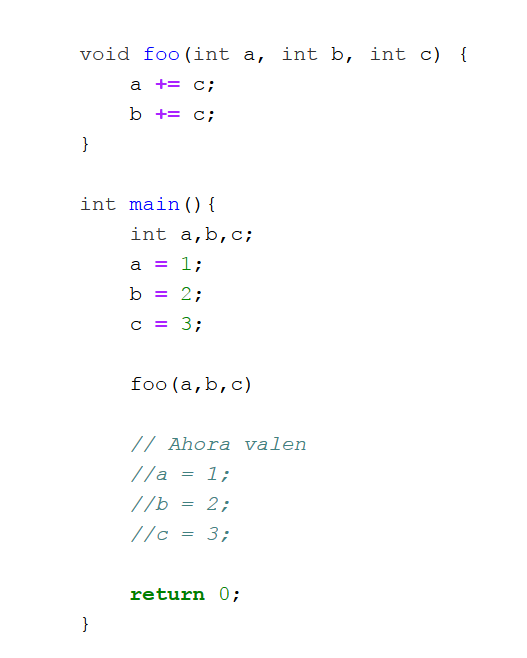 void foo(int a, int b, int c) {
    a += c;
    b += c;
}

int main(){
    int a,b,c;
    a = 1;
    b = 2;
    c = 3;

    foo(a,b,c)

    // Ahora valen
    //a = 1;
    //b = 2;
    //c = 3;

    return 0;
}